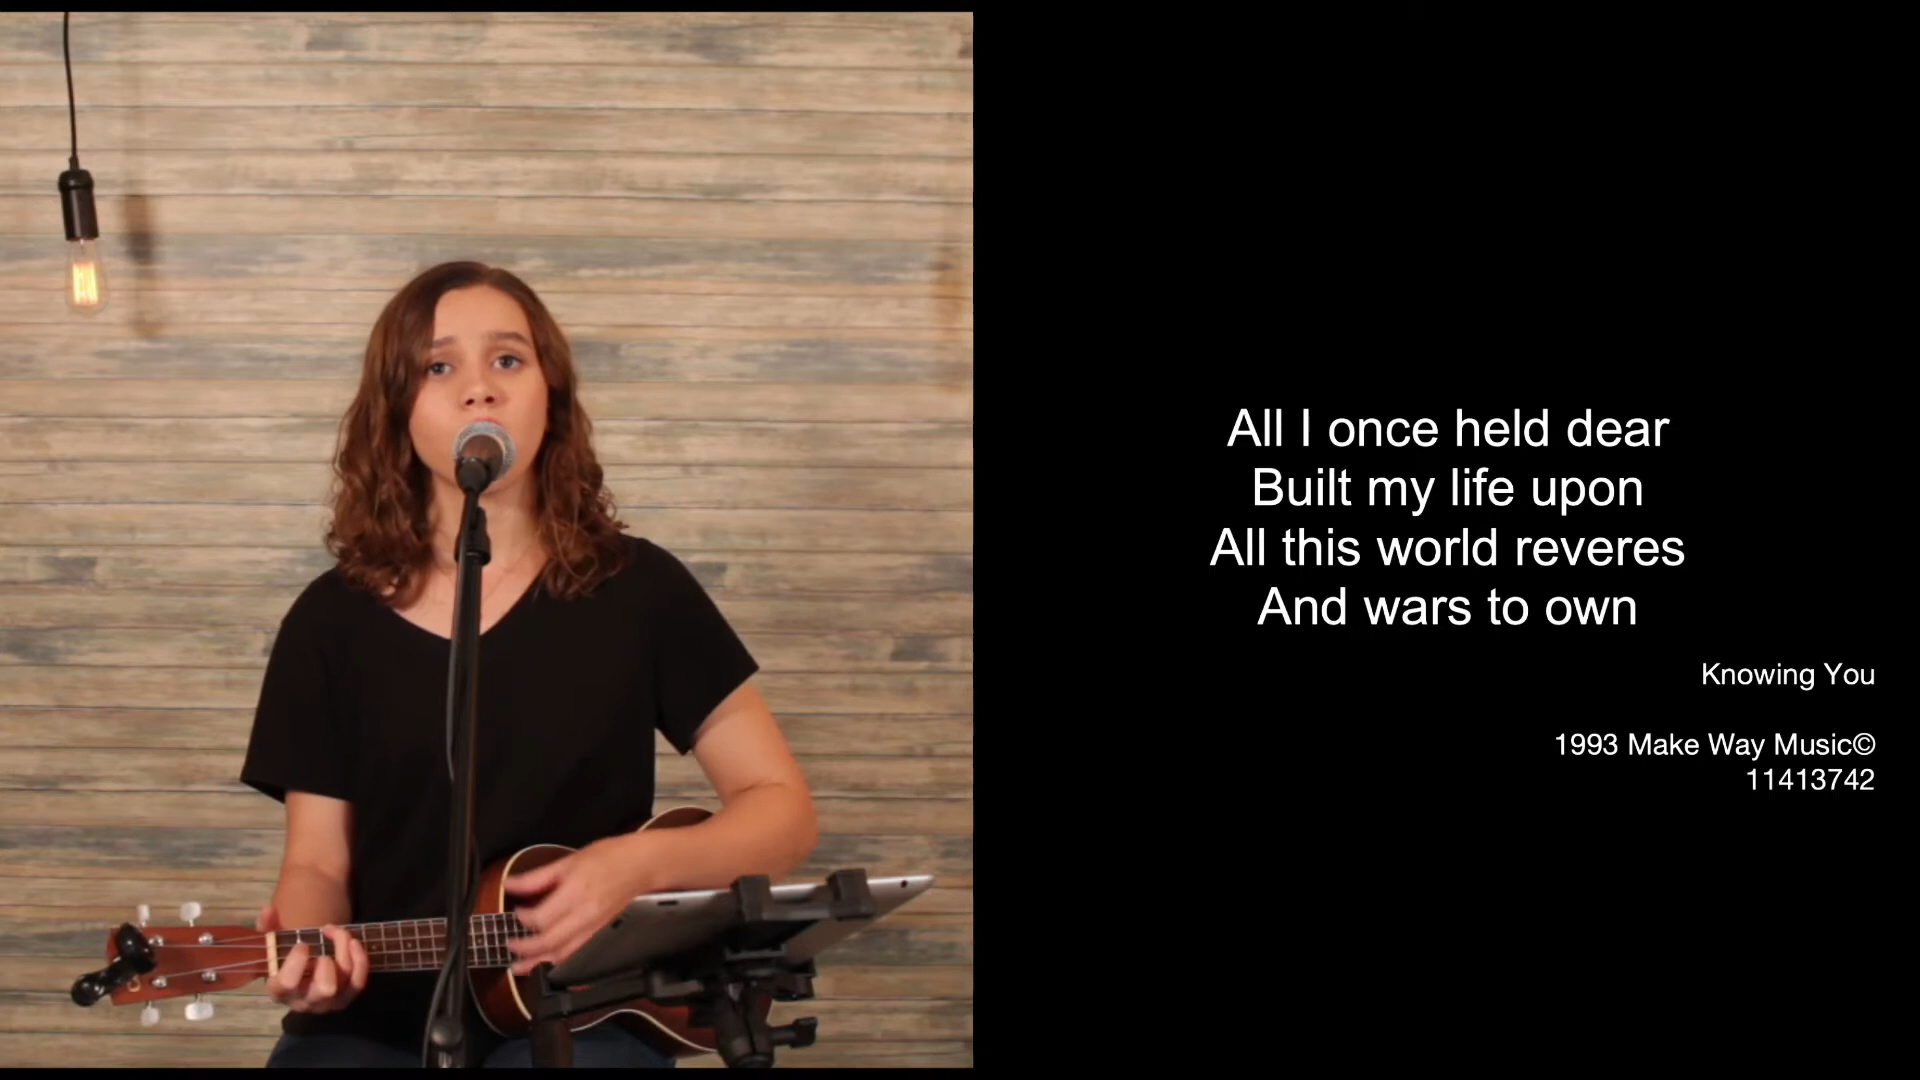 All I once held dear
Built my life upon
All this world reveres
And wars to own
Knowing You
1993 Make Way Music©
11413742